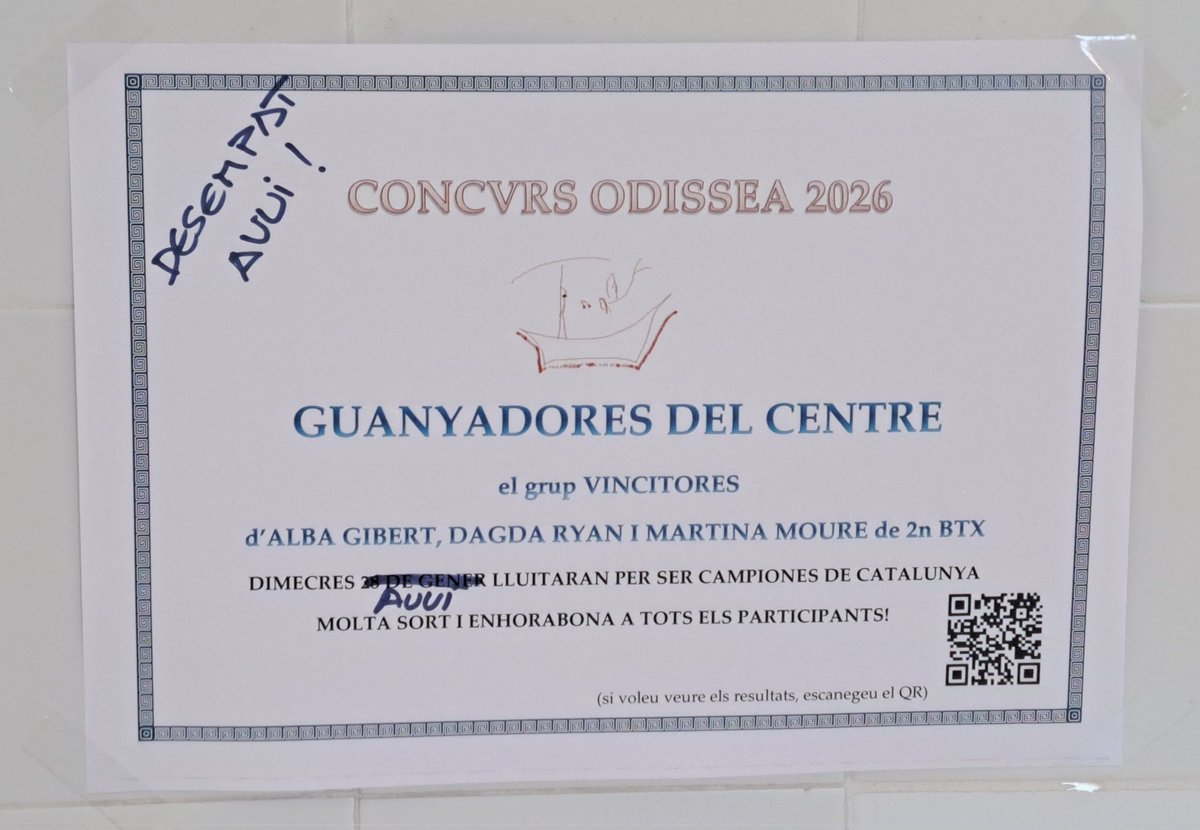 DESEMPAT
AVUI!
CONCVRS ODISSEA 2026
GUANYADORES DEL CENTRE
el grup VINCITORES
d'ALBA GIBERT, DAGDA RYAN I MARTINA MOURE de 2n BTX
DIMECRES 28 DE GENER LLUITARAN PER SER CAMPIONES DE CATALUNYA
AVUI
MOLTA SORT I ENHORABONA A TOTS ELS PARTICIPANTS!
(si voleu veure els resultats, escanegeu el QR)